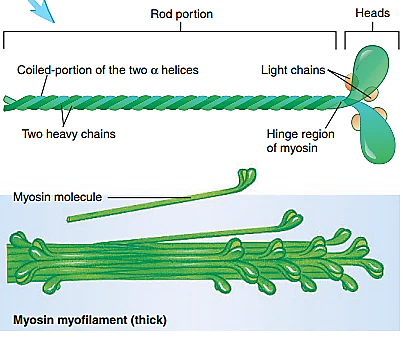 Rod portion
Heads
Coiled-portion of the two α helices
Light chains
Two heavy chains
Hinge region
of myosin
Myosin molecule
Myosin myofilament (thick)